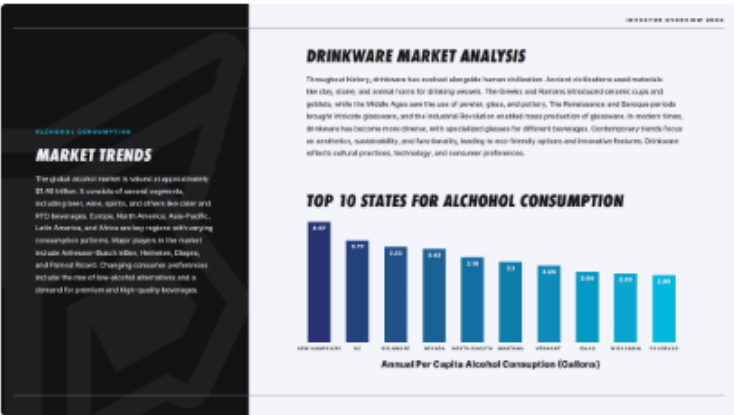 INVESTOR OVERVIEW
ALCHOHOL CONSUMPTION
MARKET TRENDS
The global alcohol market is valued at approximately
trillion. It consists of several segments,
including beer, wine, spirits, and others like cider and
RTD beverages. Europe, North America, Asia-Pacific,
Latin America, and Africa are key regions with varying
consumption patterns. Major players in the market
include Anheuser-Busch InBev, Heineken, Diageo,
and Pernod Ricard. Changing consumer preferences
include the rise of low-alcohol alternatives and a
demand for premium and high-quality beverages.
DRINKWARE MARKET ANALYSIS
Throughout history, drinkware has evolved alongside human civilization. Ancient civilizations used materials
like clay, stone, and animal horns for drinking vessels. The Greeks and Romans introduced ceramic cups and
goblets, while the Middle Ages saw the use of pewter, glass, and pottery. The Renaissance and Baroque periods
brought intricate glassware, and the Industrial Revolution enabled mass production of glassware. In modern times,
drinkware has become more diverse, with specialized glasses for different beverages. Contemporary trends focus
on aesthetics, sustainability, and functionality, leading to eco-friendly options and innovative features. Drinkware
reflects cultural practices, technology, and consumer preferences.
TOP 10 STATES FOR ALCHOHOL CONSUMPTION
NEW HAMPSHIRE DC DELAWARE NEVADA NORTH DAKOTA MONTANA VERMONT IDAHO WISCONSIN COLORADO
Annual Per Capita Alcohol Consuption (Gallons)